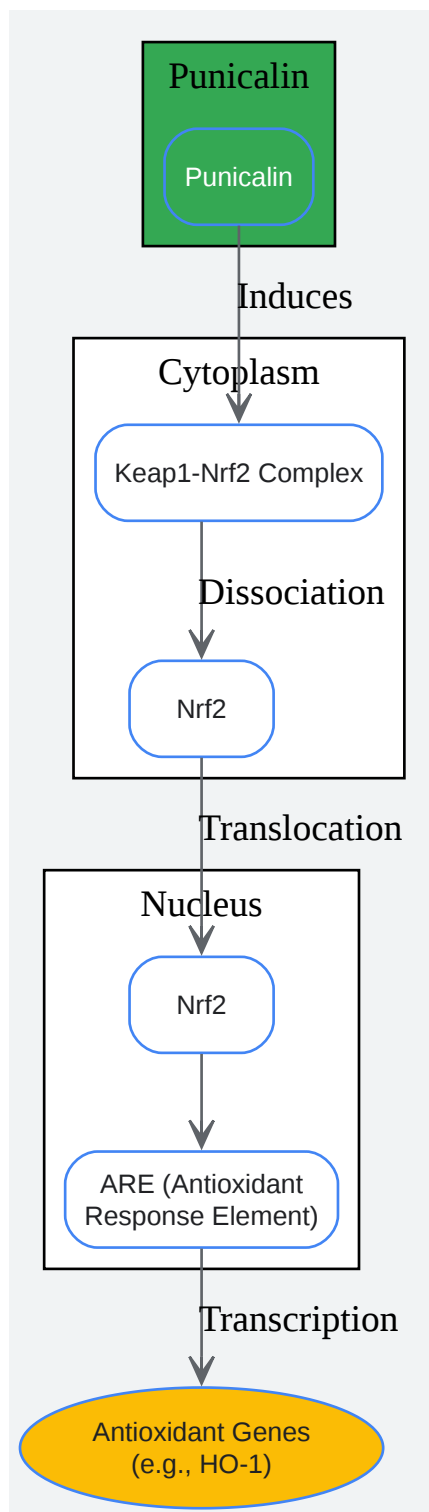 Punicalin
Punicalin
Induces
Cytoplasm
Keap1-Nrf2 Complex
Dissociation
Nrf2
Translocation
Nucleus
Nrf2
ARE (Antioxidant
Response Element)
Transcription
Antioxidant Genes
(e.g., HO-1)